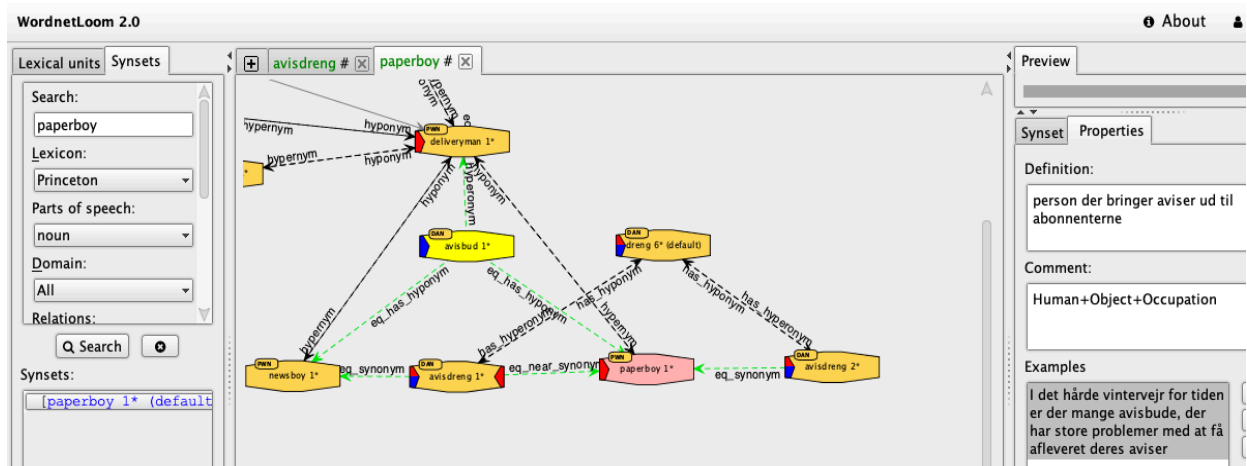 WordnetLoom 2.0
About
Lexical units
Synsets
Search:
paperboy
Lexicon:
Princeton
Parts of speech:
noun
Domain:
All
Relations:
Search
Synsets:
[paperboy 1* (default
avisdreng #
paperboy #
hypernym
hyponym
hypernym
hyponym
PWN
deliveryman 1*
hyponym
hyperonym
hyponym
DAN
avisbud 1*
DAN
dreng 6* (default)
eq_has_hyponym
eq_has_hyponym
has_hyponym
has_hyponym
has_hyperonym
has_hyperonym
hypernym
hypernym
PWN
newsboy 1*
eq_synonym
DAN
avisdreng 1*
eq_near_synonym
PWN
paperboy 1*
eq_synonym
DAN
avisdreng 2*
Preview
Synset
Properties
Definition:
person der bringer aviser ud til
abonnenterne
Comment:
Human+Object+Occupation
Examples
I det hårde vintervejr for tiden
er der mange avisbude, der
har store problemer med at få
afleveret deres aviser